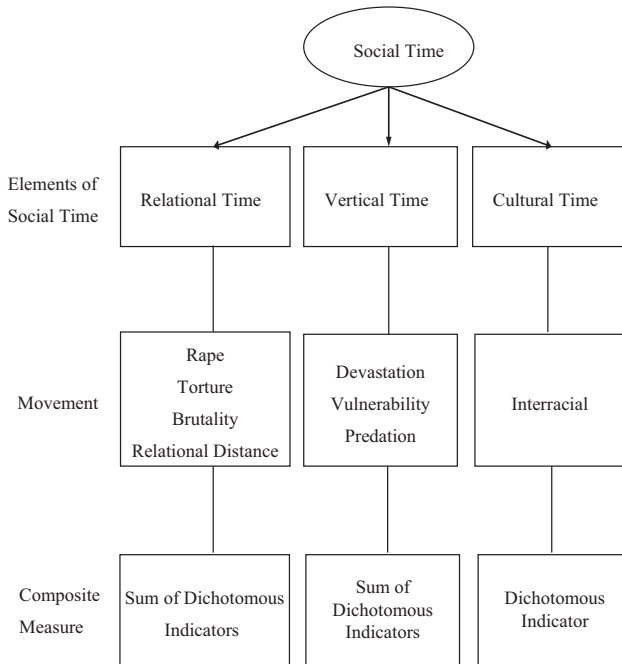 Social Time
Elements of
Social Time
Relational Time
Vertical Time
Cultural Time
Movement
Rape
Torture
Brutality
Relational Distance
Devastation
Vulnerability
Predation
Interracial
Composite
Measure
Sum of Dichotomous
Indicators
Sum of
Dichotomous
Indicators
Dichotomous
Indicator